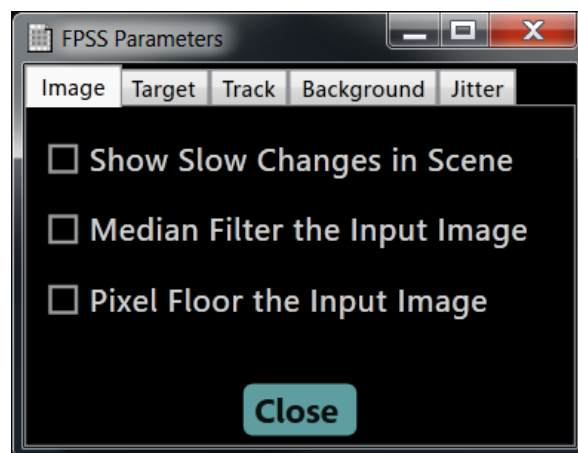 FPSS Parameters
Image Target Track Background Jitter
Show Slow Changes in Scene
Median Filter the Input Image
Pixel Floor the Input Image
Close